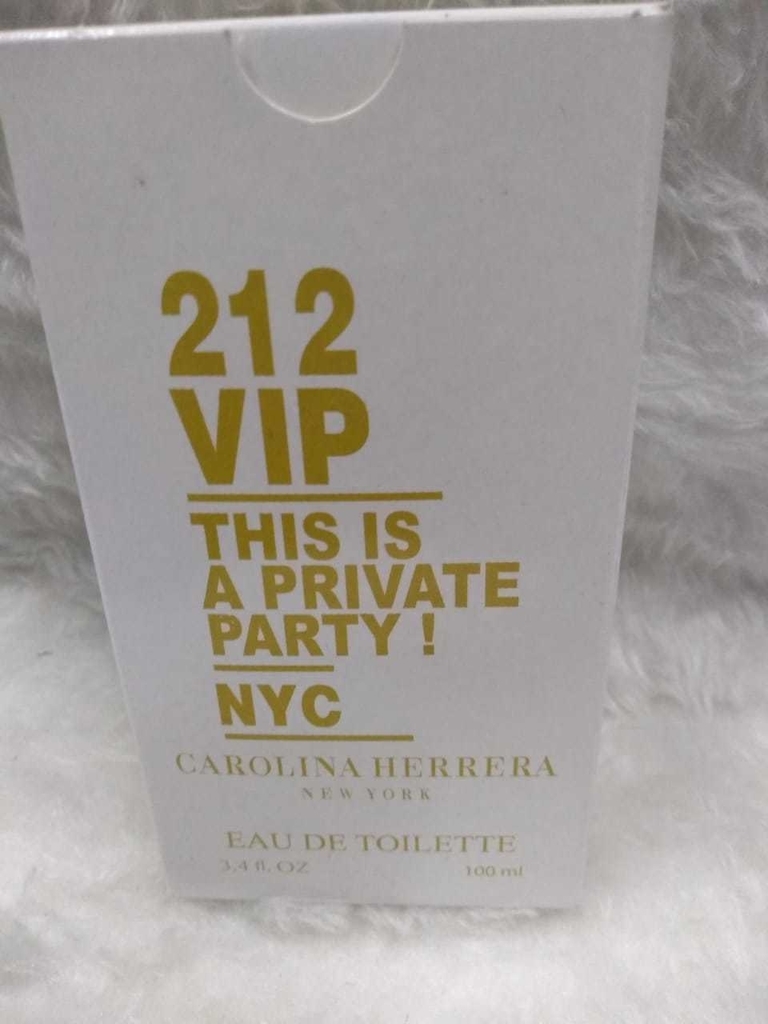 212
VIP
THIS IS
A PRIVATE
PARTY !
NYC
CAROLINA HERRERA
NEW YORK
EAU DE TOILETTE
3,4 fl. OZ 100 ml